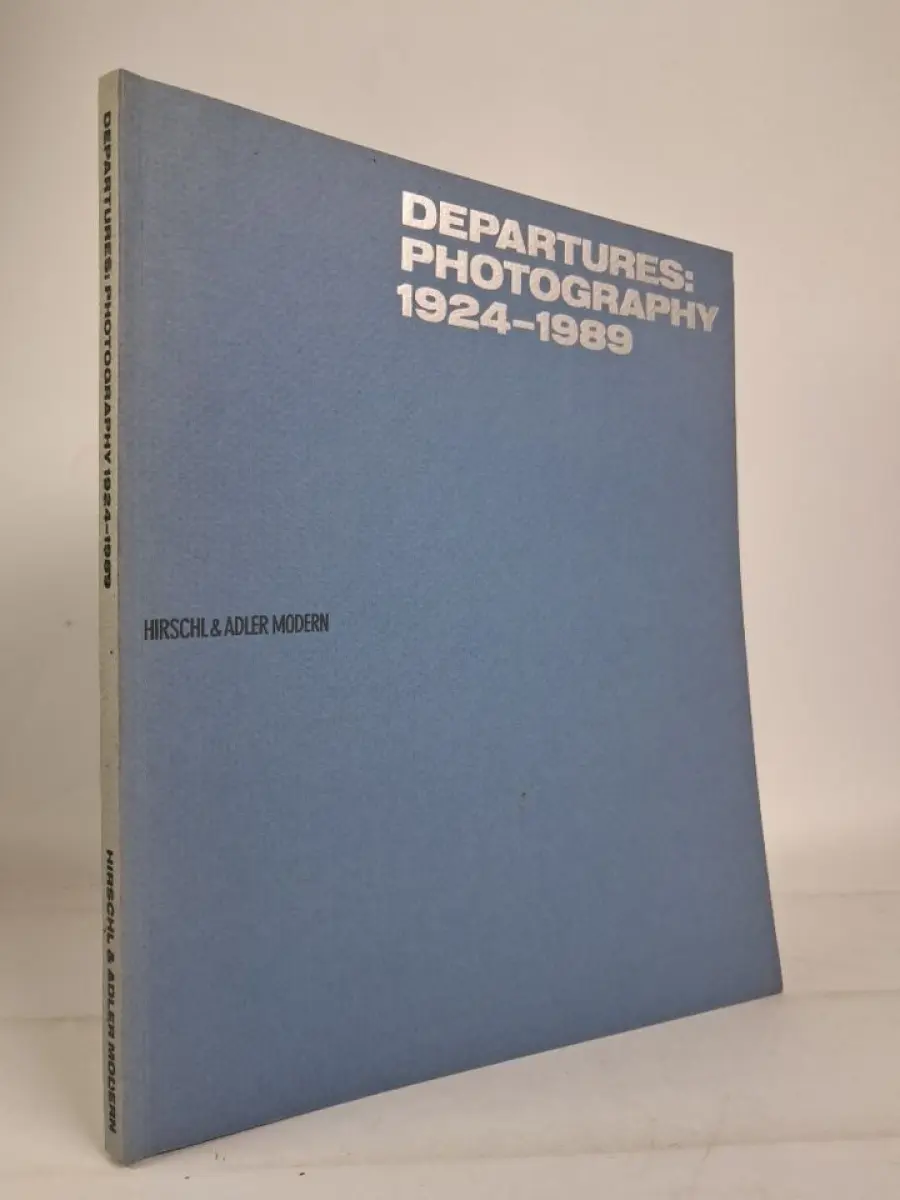 DEPARTURES:
PHOTOGRAPHY
1924–1989
HIRSCHL & ADLER MODERN
DEPARTURES: PHOTOGRAPHY 1924–1989
HIRSCHL & ADLER MODERN